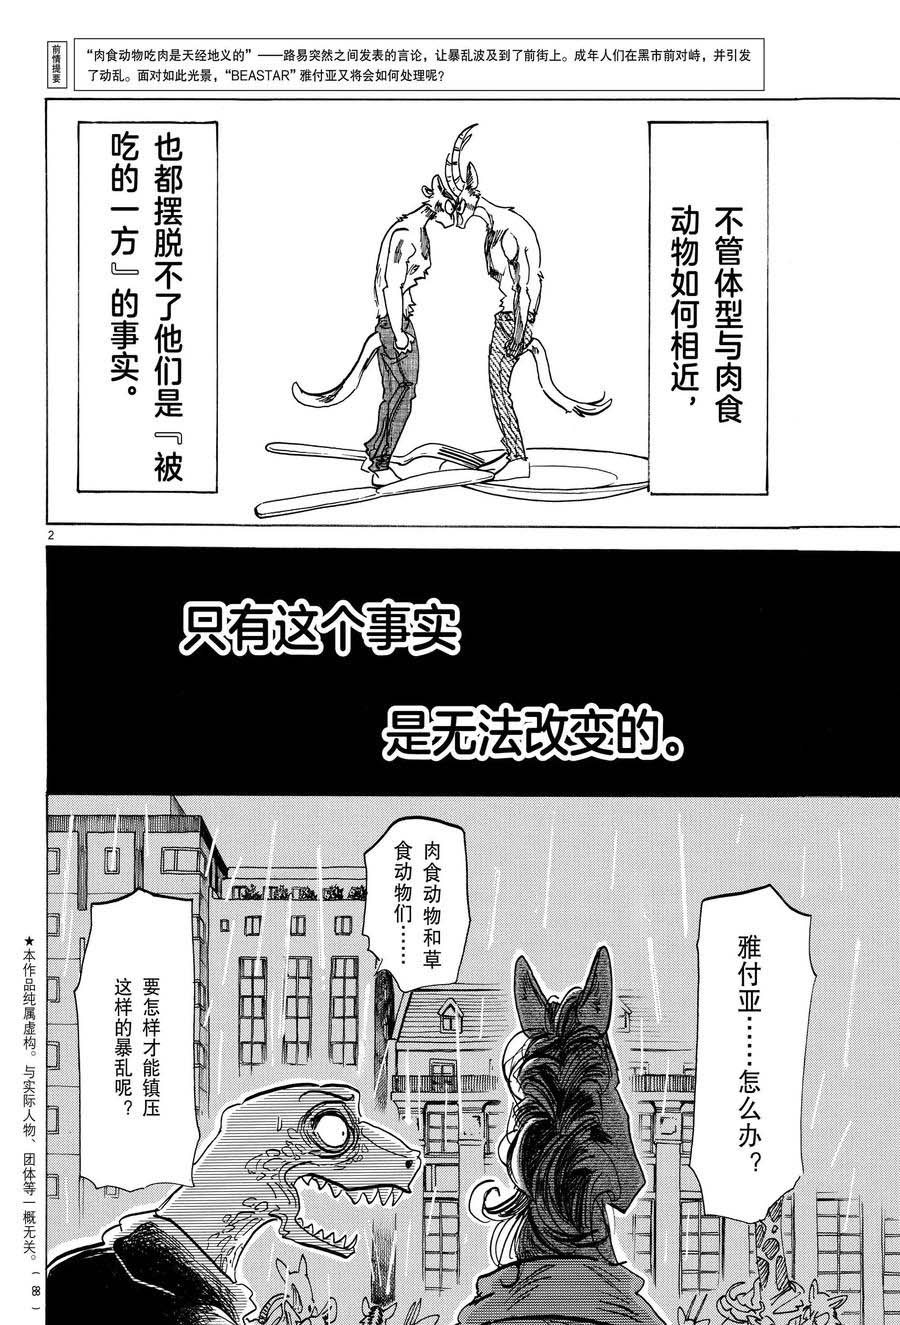 前情提要
“肉食动物吃肉是天经地义的”——路易突然之间发表的言论，让暴乱波及到了前街上。成年人们在黑市前对峙，并引发
了动乱。面对如此光景，“BEASTAR”雅付亚又将会如何处理呢？
不管体型与肉食
动物如何相近，
也都摆脱不了他们是『被
吃的一方』的事实。
2
只有这个事实
是无法改变的。
雅付亚……怎么办？
肉食动物和草
食动物们……
要怎样才能镇压
这样的暴乱呢？
★本作品纯属虚构。与实际人物、团体等一概无关。
(88)